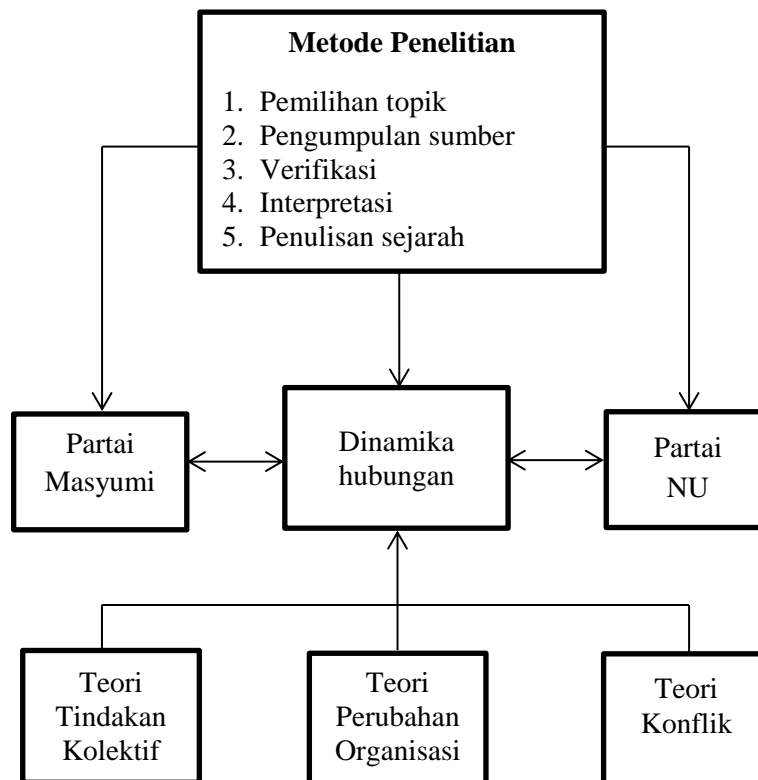 Metode Penelitian
1. Pemilihan topik
2. Pengumpulan sumber
3. Verifikasi
4. Interpretasi
5. Penulisan sejarah
Partai
Masyumi
Dinamika
hubungan
Partai
NU
Teori
Tindakan
Kolektif
Teori
Perubahan
Organisasi
Teori
Konflik